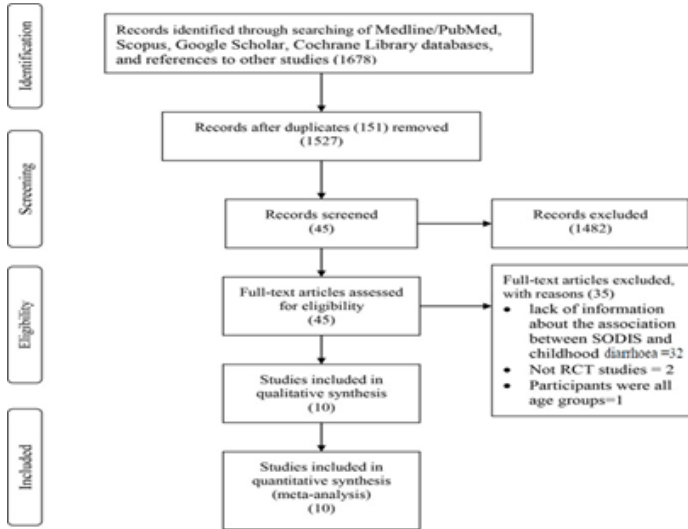 Identification
Records identified through searching of Medline/PubMed,
Scopus, Google Scholar, Cochrane Library databases,
and references to other studies (1678)
Records after duplicates (151) removed
(1527)
Screening
Records screened
(45)
Records excluded
(1482)
Eligibility
Full-text articles assessed
for eligibility
(45)
Full-text articles excluded,
with reasons (35)
• lack of information
about the association
between SODIS and
childhood diarrhoea =32
• Not RCT studies = 2
• Participants were all
age groups=1
Studies included in
qualitative synthesis
(10)
Included
Studies included in
quantitative synthesis
(meta-analysis)
(10)